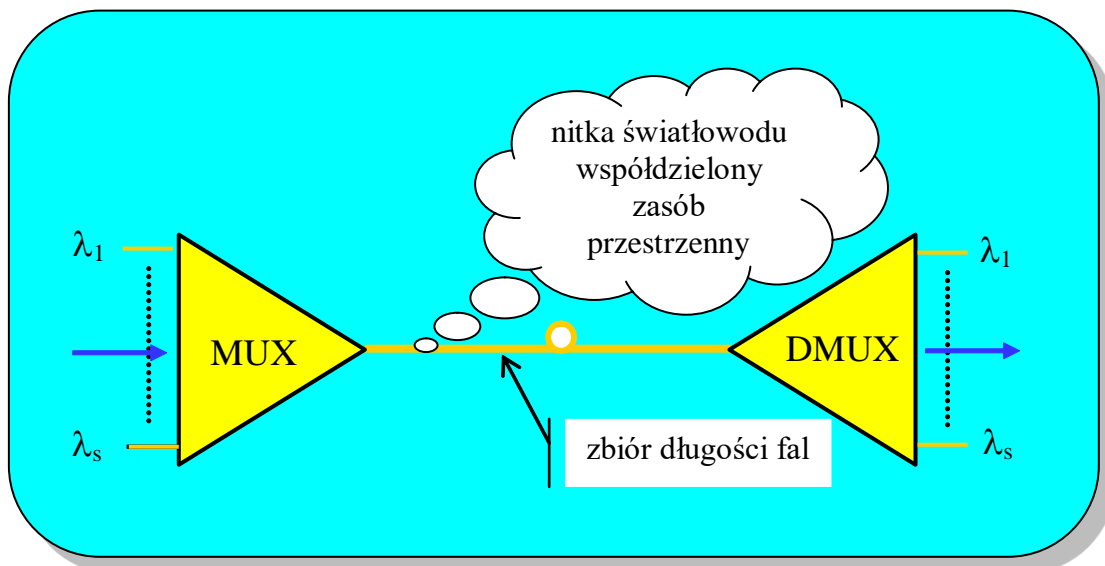 nitka światłowodu
współdzielony
zasób
przestrzenny
λ1
λ1
MUX
DMUX
λs
zbiór długości fal
λs